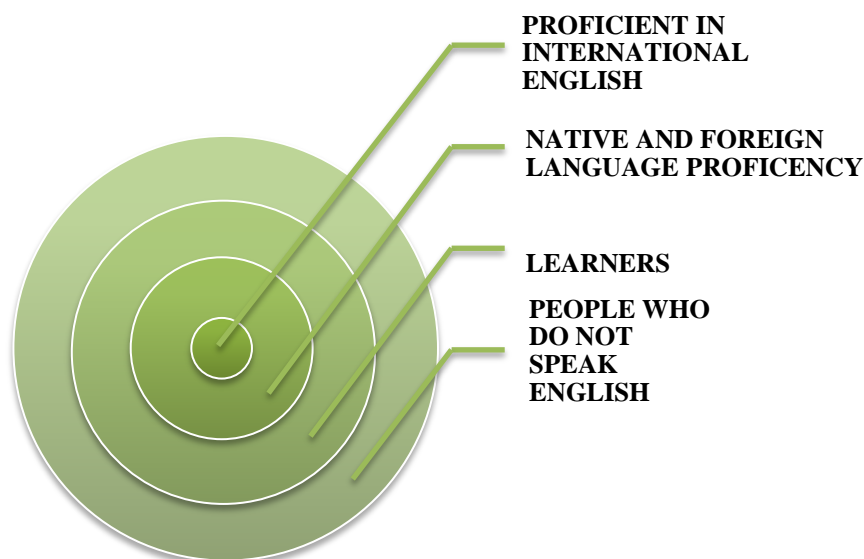 PROFICIENT IN
INTERNATIONAL
ENGLISH
NATIVE AND FOREIGN
LANGUAGE PROFICENCY
LEARNERS
PEOPLE WHO
DO NOT
SPEAK
ENGLISH